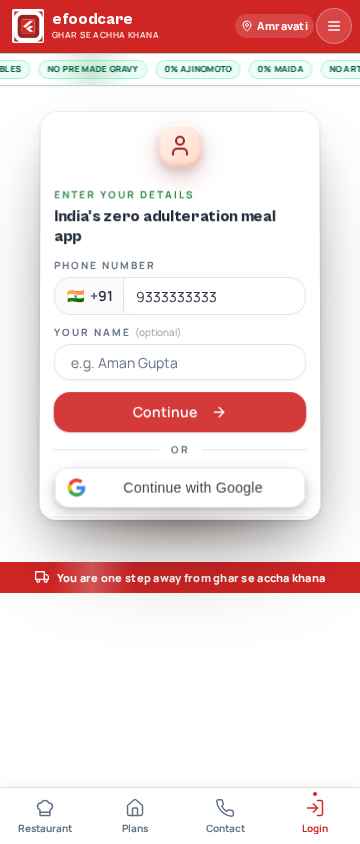 efoodcare
GHAR SE ACHHA KHANA
Amravati
BLES
NO PRE MADE GRAVY
0% AJINOMOTO
0% MAIDA
NO ART
ENTER YOUR DETAILS
India's zero adulteration meal
app
PHONE NUMBER
+91 9333333333
YOUR NAME (optional)
e.g. Aman Gupta
Continue →
OR
Continue with Google
You are one step away from ghar se accha khana
Restaurant
Plans
Contact
Login